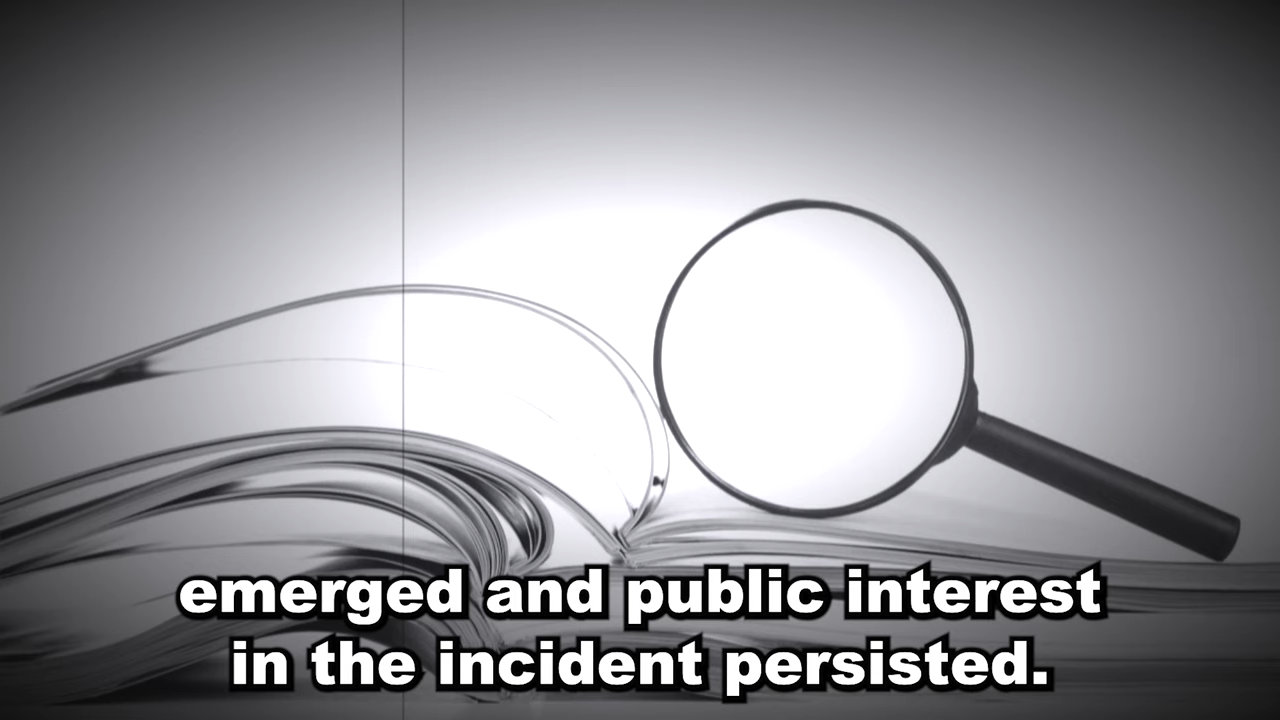 emerged and public interest
in the incident persisted.